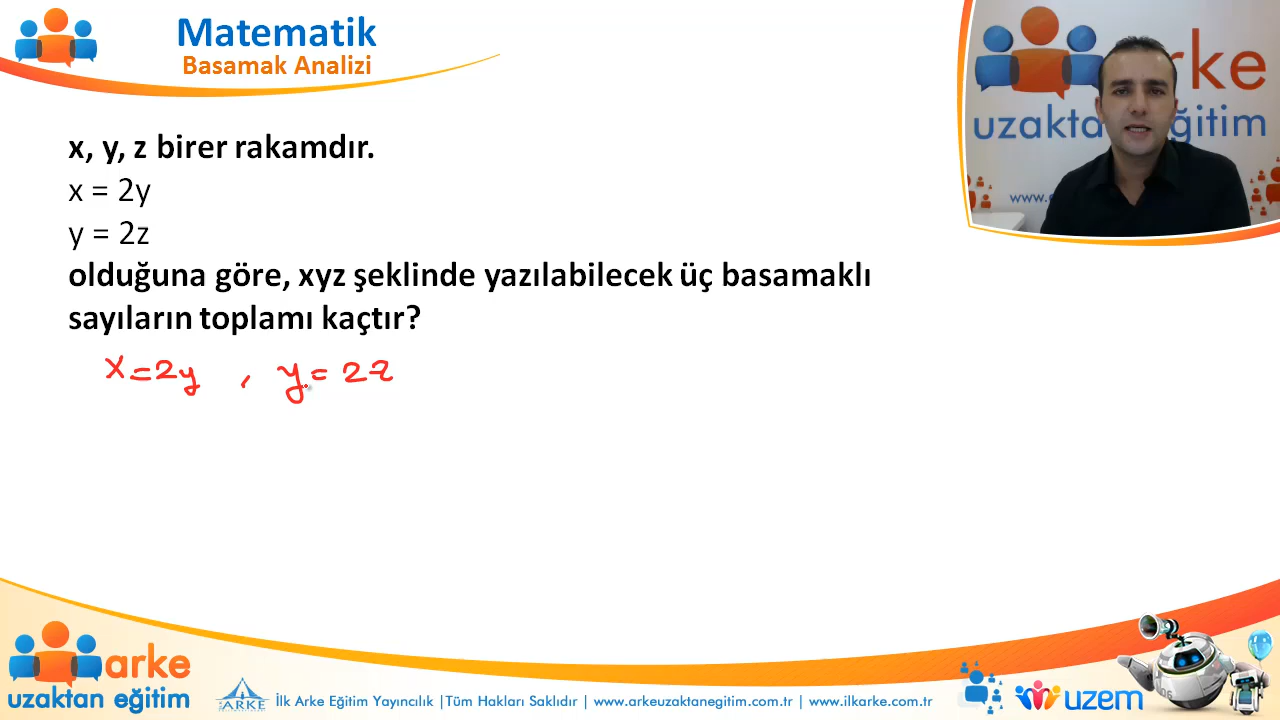 Matematik
Basamak Analizi
arke
uzaktan eğitim
www.
x, y, z birer rakamdır.
x = 2y
y = 2z
olduğuna göre, xyz şeklinde yazılabilecek üç basamaklı
sayıların toplamı kaçtır?
x=2y , y=2z
arke
uzaktan eğitim
ARKE
İlk Arke Eğitim Yayıncılık |Tüm Hakları Saklıdır | www.arkeuzaktanegitim.com.tr | www.ilkarke.com.tr
uzem